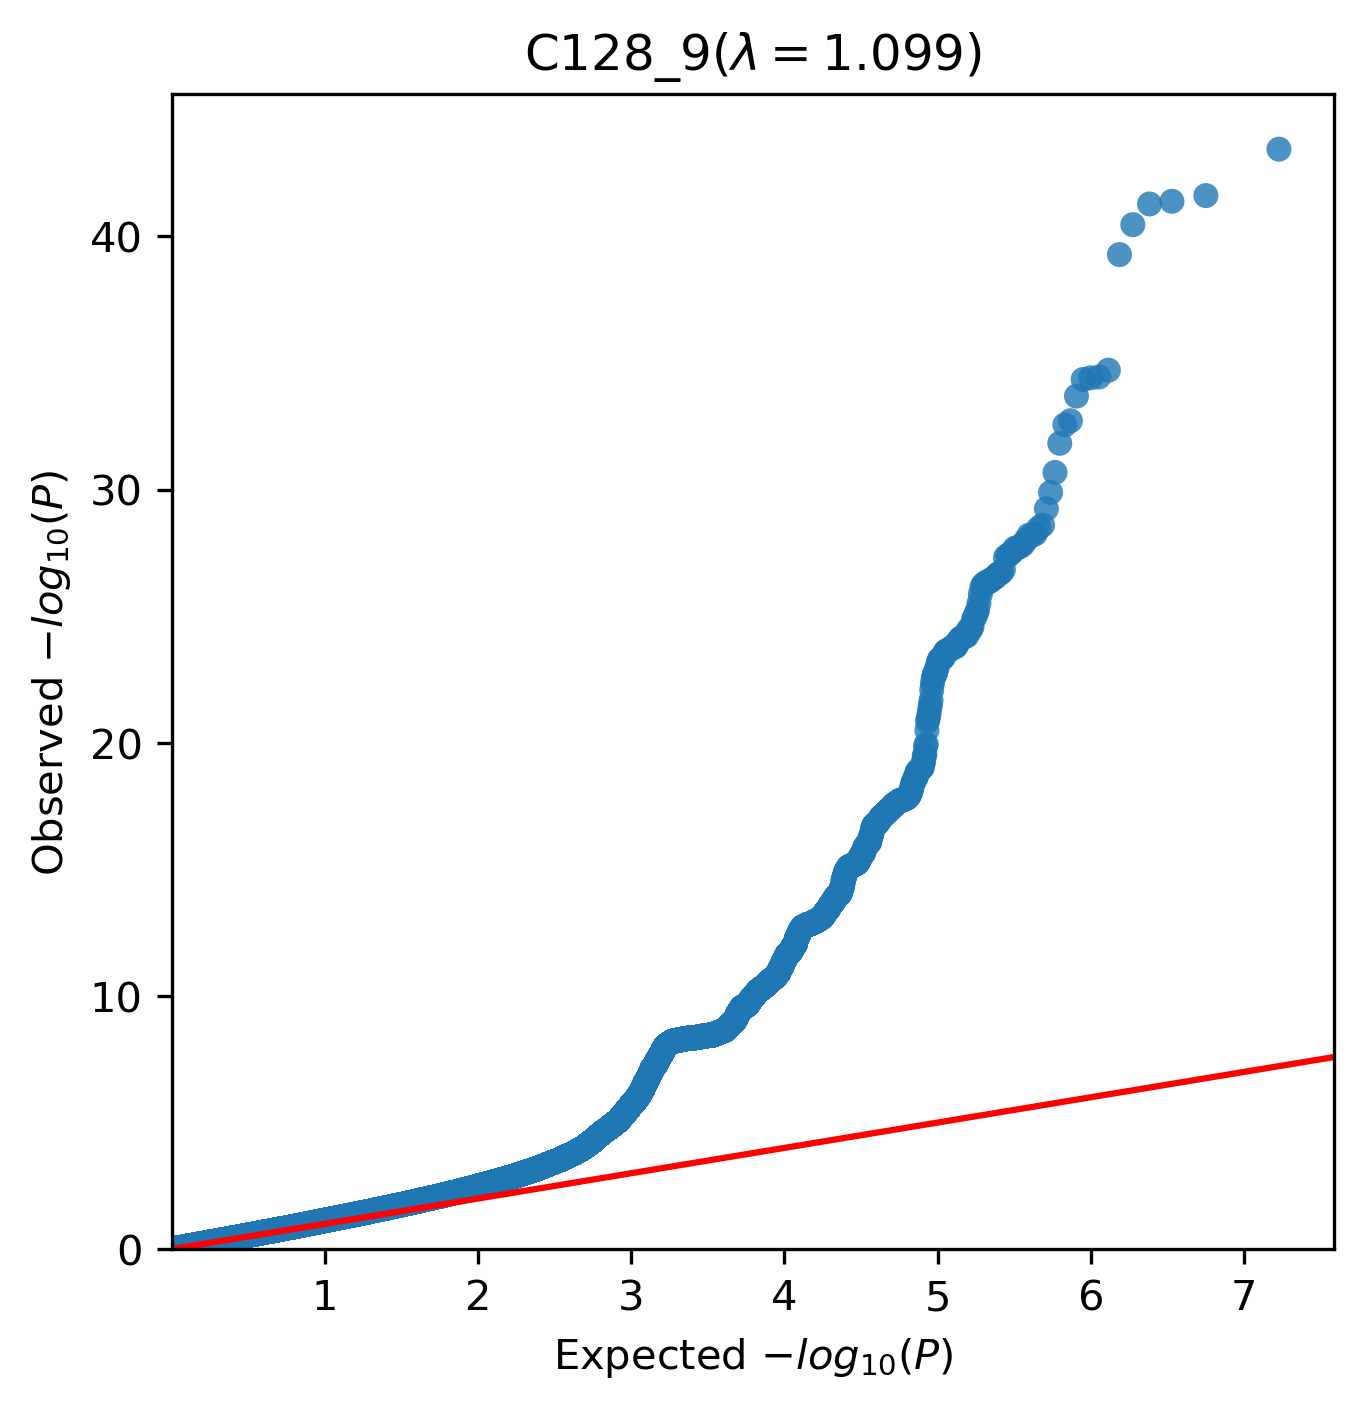 C128_9(λ = 1.099)
Observed −log₁₀(P)
40
30
20
10
0
1 2 3 4 5 6 7
Expected −log₁₀(P)